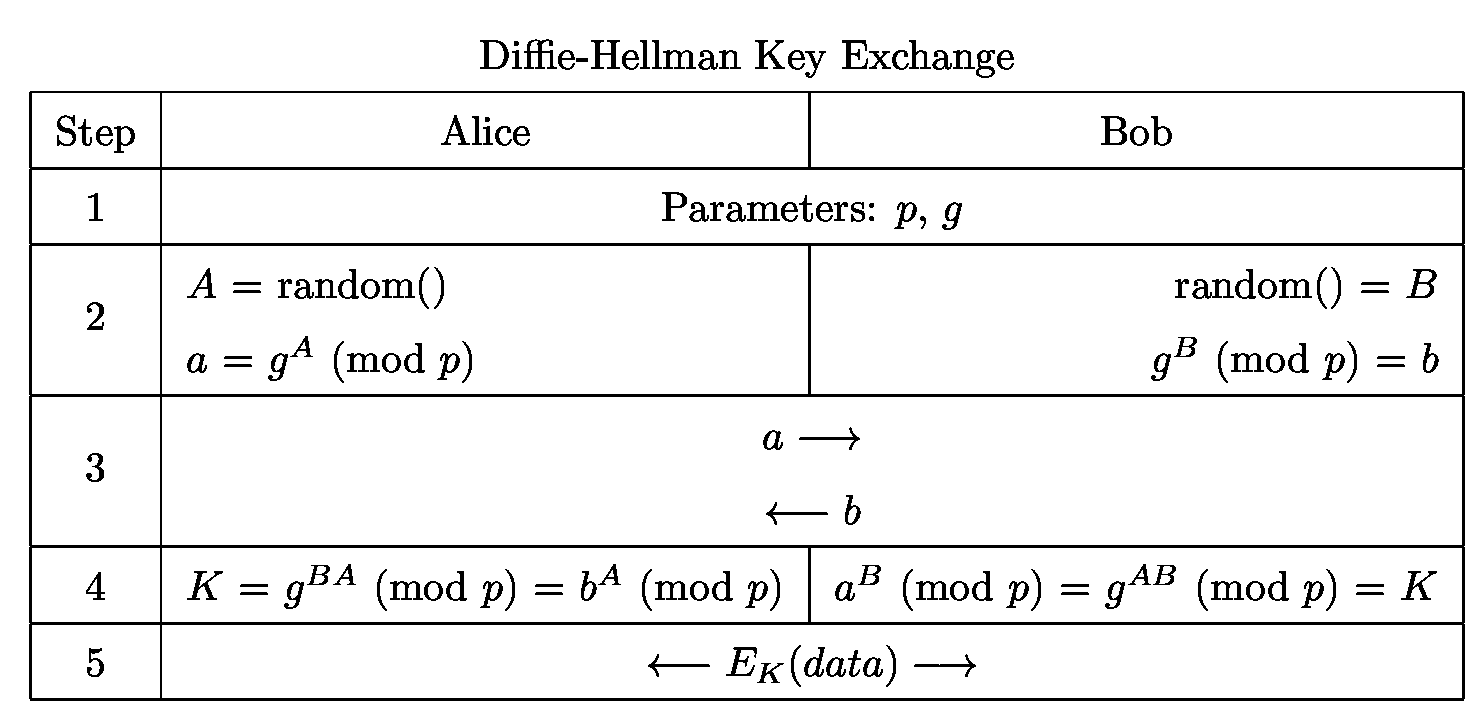 Diffie-Hellman Key Exchange
Step Alice Bob
1 Parameters: p, g
A = random() random() = B
2
a = g^A (mod p) g^B (mod p) = b
a ⟶
3
⟵ b
4 K = g^{BA} (mod p) = b^A (mod p) a^B (mod p) = g^{AB} (mod p) = K
5 ⟵ E_K(data) ⟶